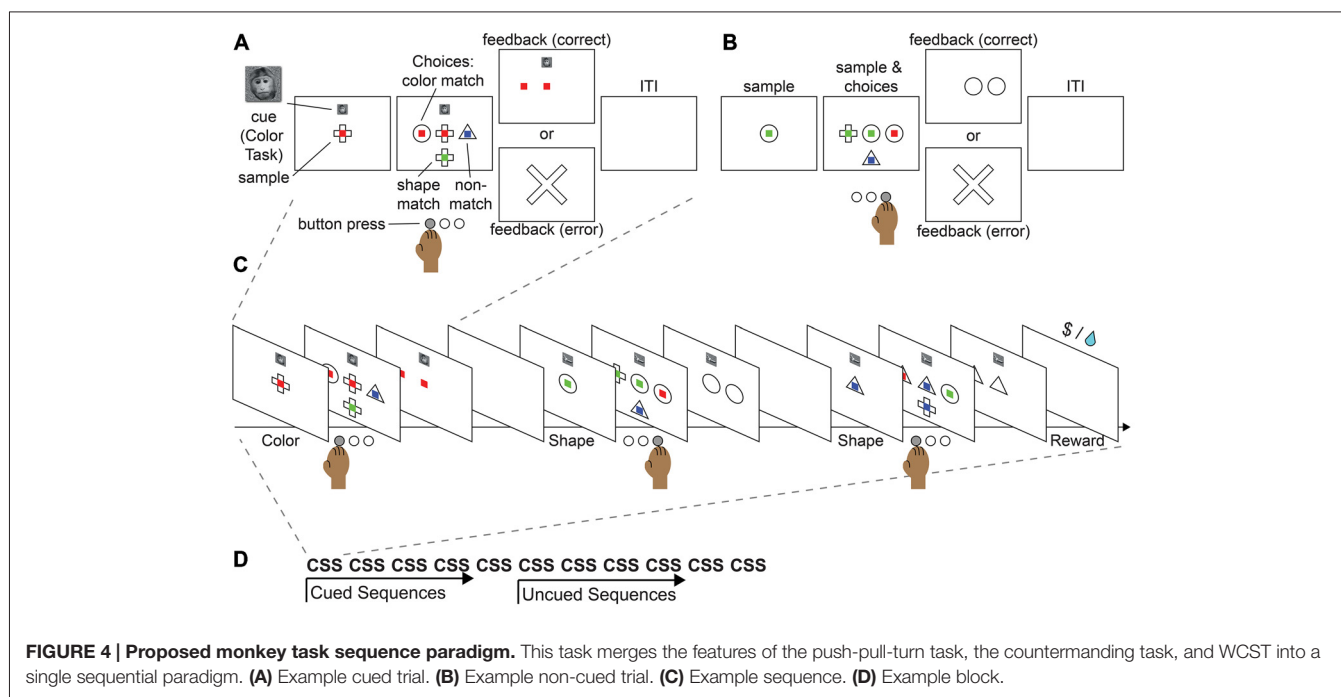 A
feedback (correct)
B
feedback (correct)
Choices:
color match
sample &
choices
sample
ITI
ITI
cue
(Color
Task)
or
or
sample
shape
match
non-
match
button press
feedback (error)
feedback (error)
C
$ /
Color
Shape
Shape
Reward
D
CSS CSS CSS CSS CSS CSS CSS CSS CSS CSS CSS
Cued Sequences
Uncued Sequences
FIGURE 4 | Proposed monkey task sequence paradigm. This task merges the features of the push-pull-turn task, the countermanding task, and WCST into a
single sequential paradigm. (A) Example cued trial. (B) Example non-cued trial. (C) Example sequence. (D) Example block.